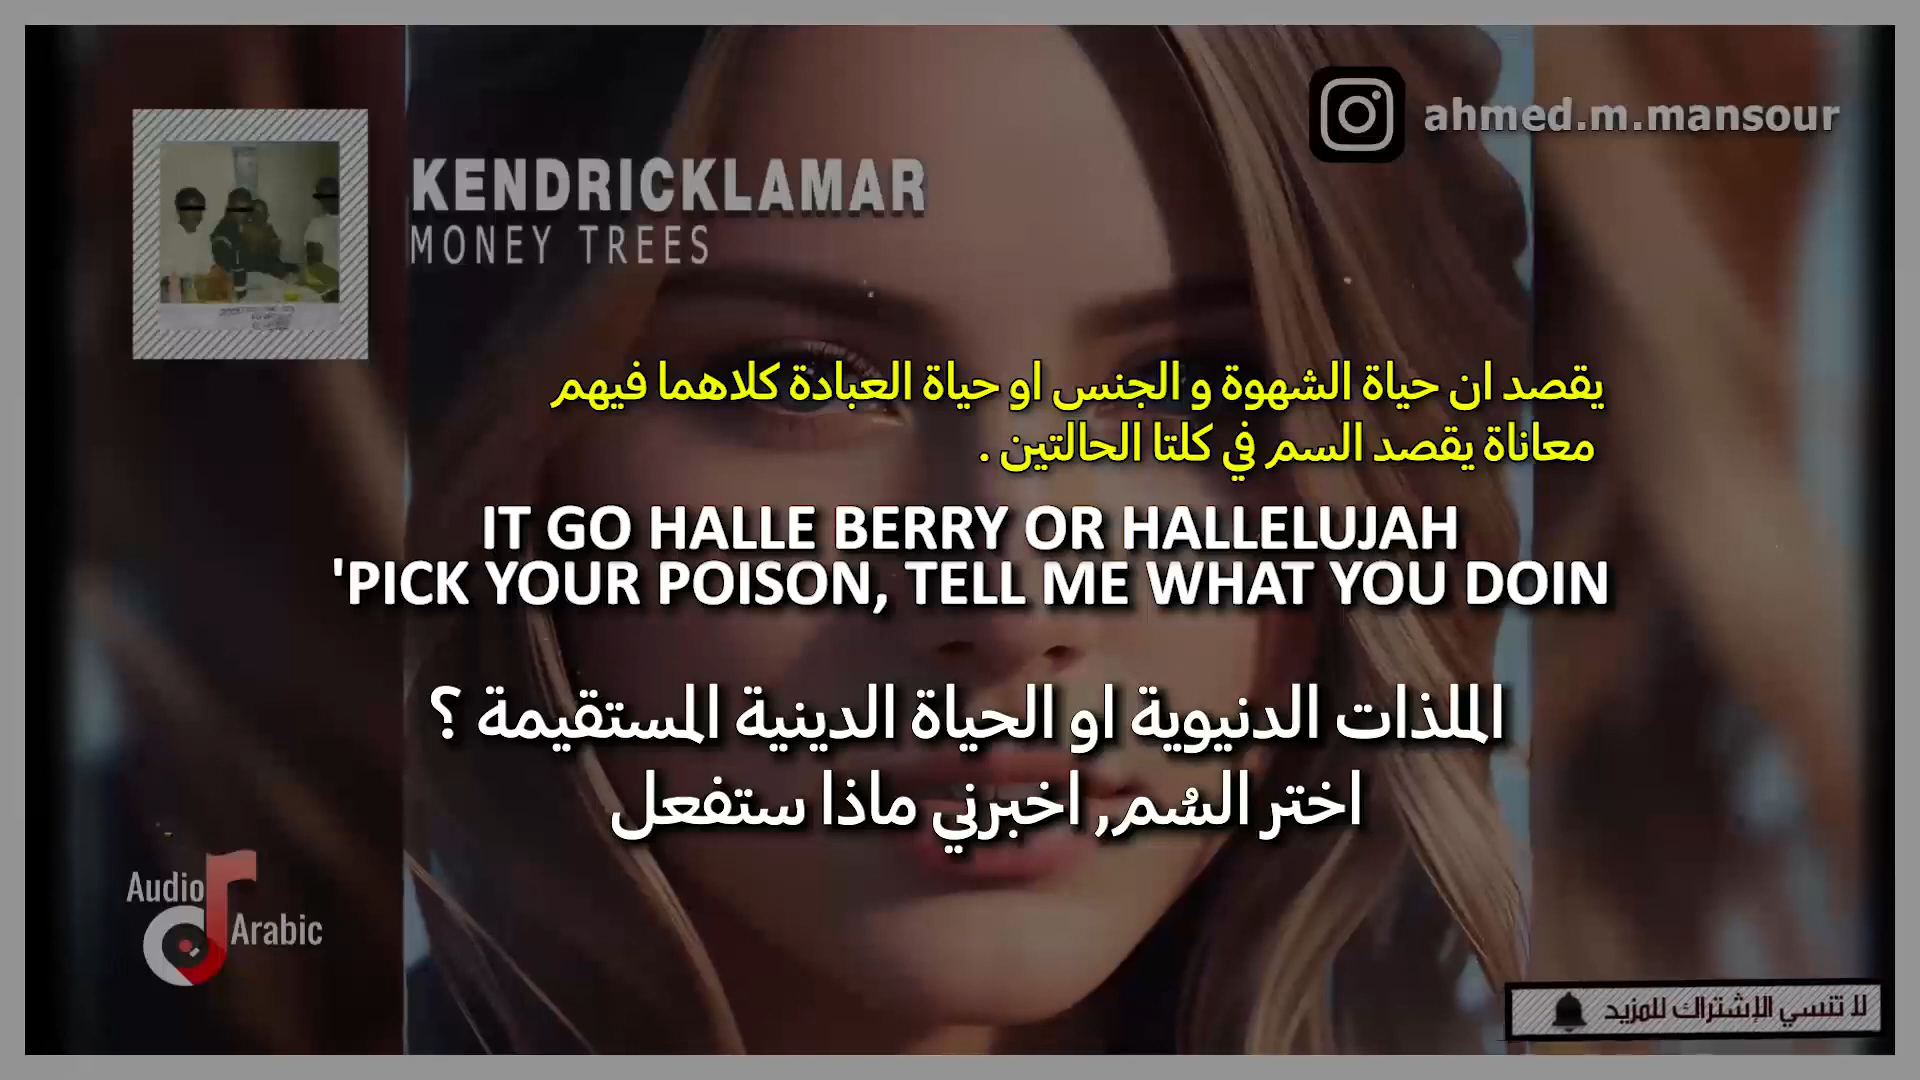 KENDRICKLAMAR
MONEY TREES
ahmed.m.mansour
يقصد ان حياة الشهوة و الجنس او حياة العبادة كلاهما فيهم
معاناة يقصد السم في كلتا الحالتين .
IT GO HALLE BERRY OR HALLELUJAH
'PICK YOUR POISON, TELL ME WHAT YOU DOIN
الملذات الدنيوية او الحياة الدينية المستقيمة ؟
اختر السُم, اخبرني ماذا ستفعل
Audio
Arabic
لا تنسي الإشتراك للمزيد